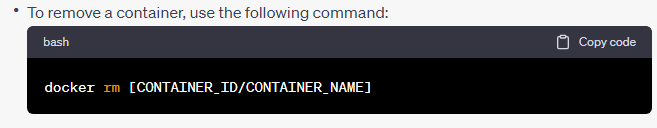 • To remove a container, use the following command:
bash Copy code
docker rm [CONTAINER_ID/CONTAINER_NAME]